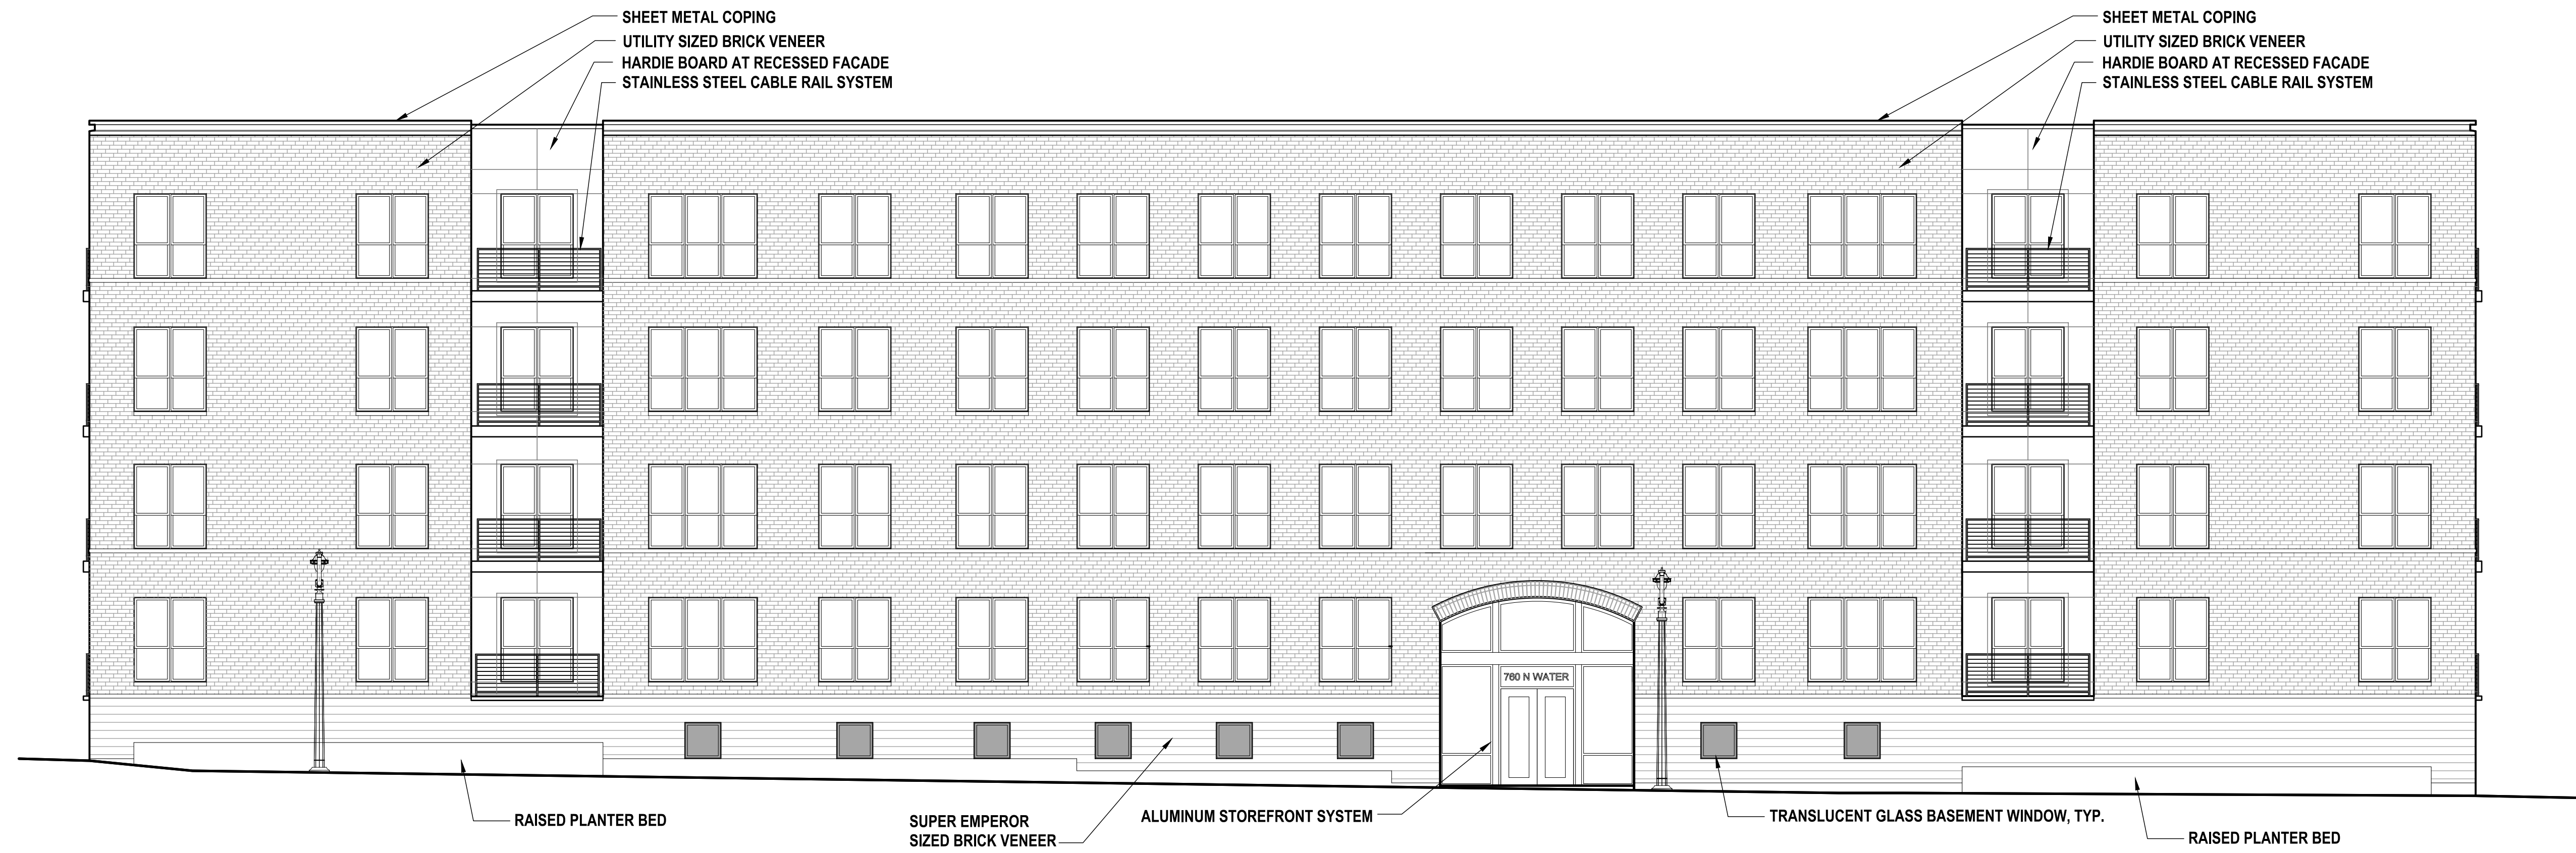 SHEET METAL COPING
UTILITY SIZED BRICK VENEER
HARDIE BOARD AT RECESSED FACADE
STAINLESS STEEL CABLE RAIL SYSTEM
SHEET METAL COPING
UTILITY SIZED BRICK VENEER
HARDIE BOARD AT RECESSED FACADE
STAINLESS STEEL CABLE RAIL SYSTEM
760 N WATER
RAISED PLANTER BED
SUPER EMPEROR
SIZED BRICK VENEER
ALUMINUM STOREFRONT SYSTEM
TRANSLUCENT GLASS BASEMENT WINDOW, TYP.
RAISED PLANTER BED